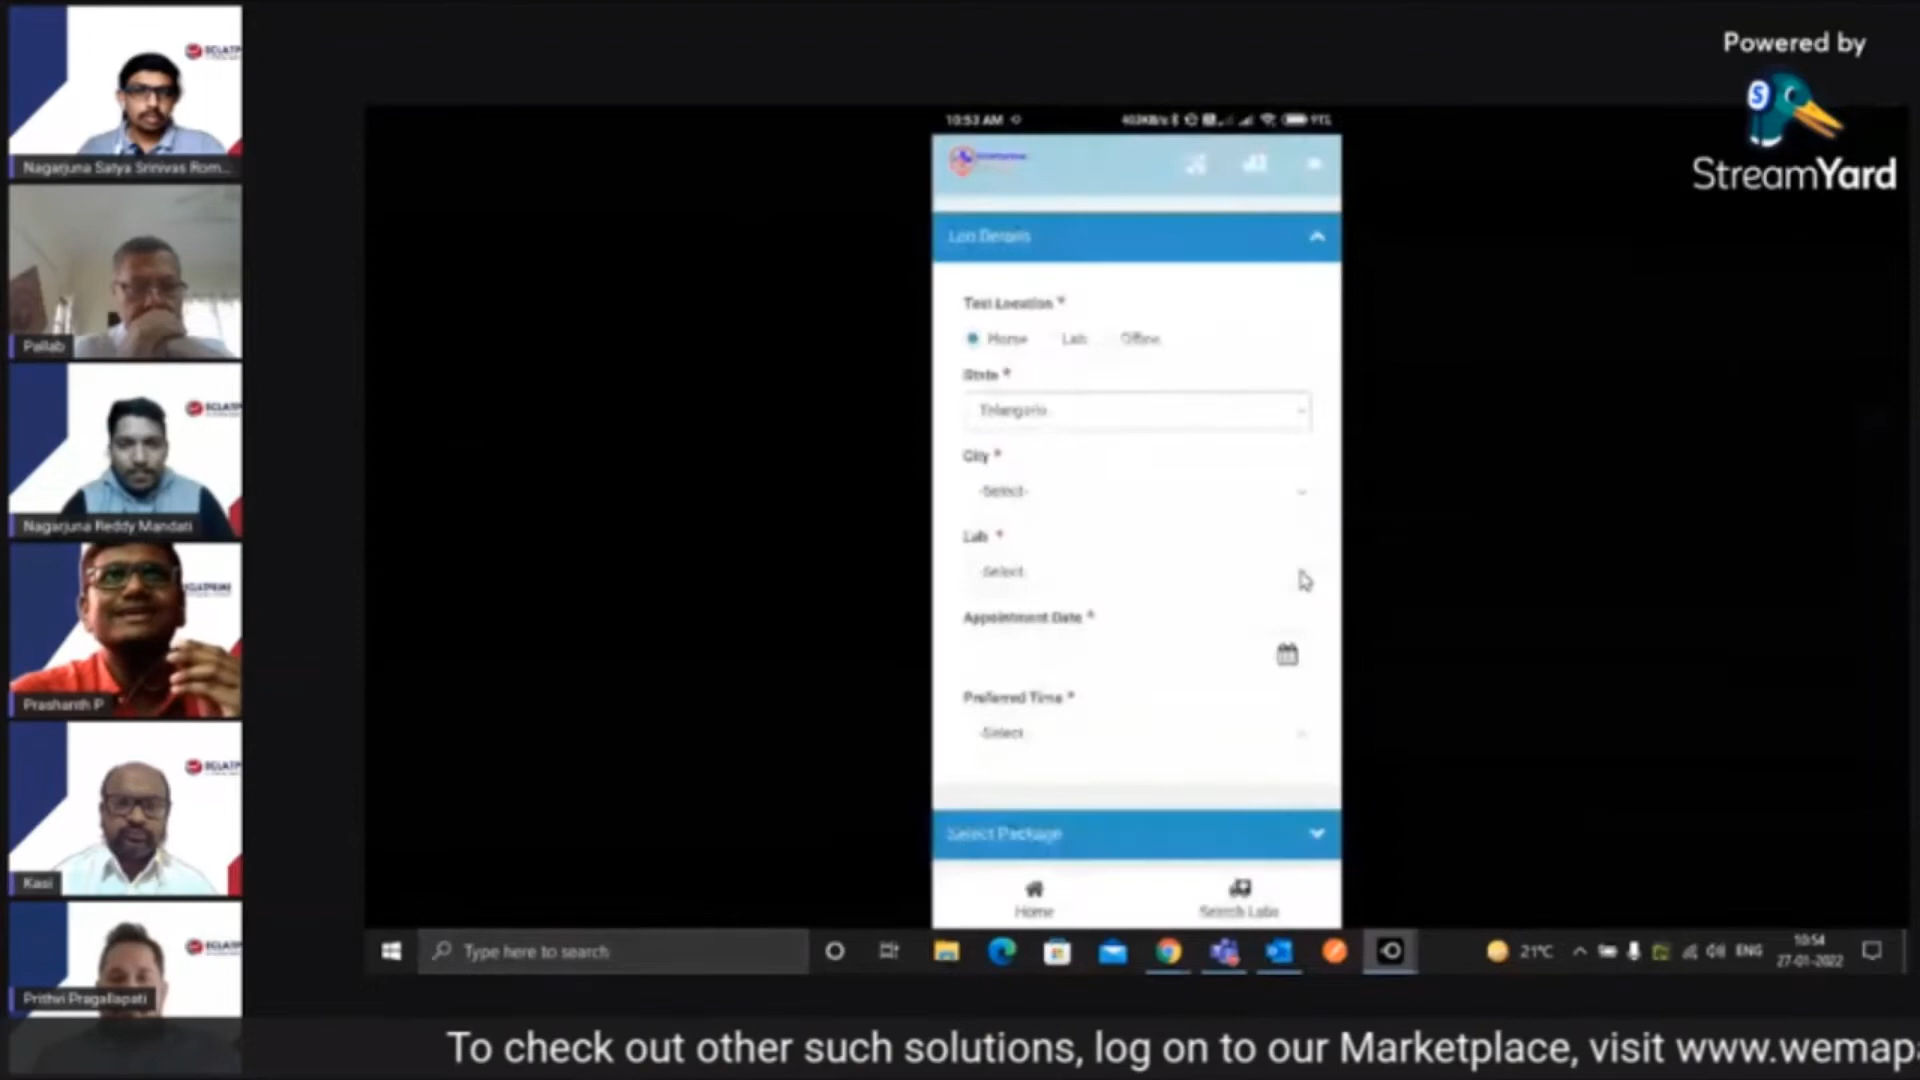 Nagarjuna Satya Srinivas Rom...
Pallab
Nagarjuna Reddy Mandati
Prashanth P
Kasi
Prithvi Pragallapati
Powered by
StreamYard
10:53 AM
Test Location *
Home Lab Offline
State *
Telangana
City *
-Select-
Lab *
-Select-
Appointment Date *
Preferred Time *
-Select-
Select Package
Home
Search Labs
Type here to search
21°C
ENG
10:54
27-01-2022
To check out other such solutions, log on to our Marketplace, visit www.wemap